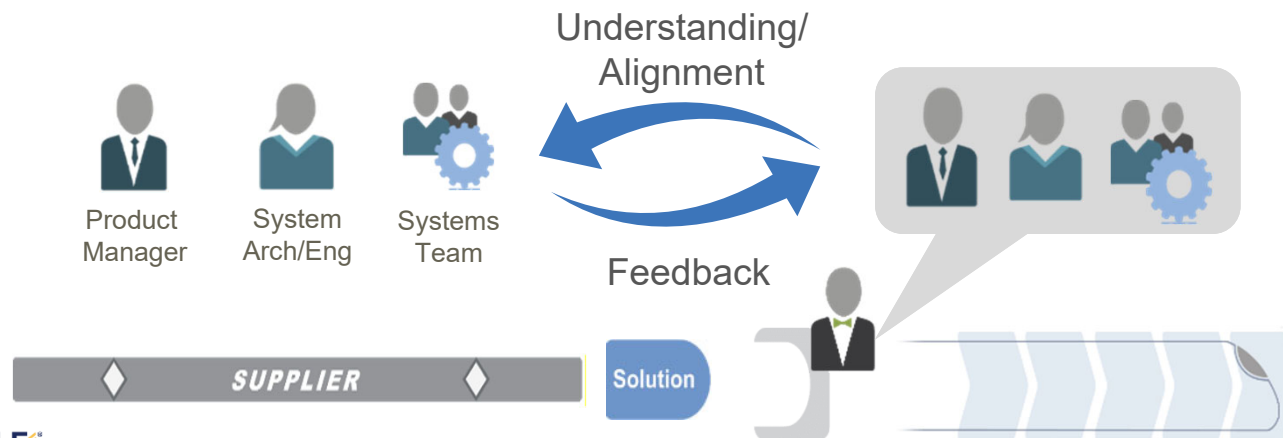 Understanding/
Alignment
Product
Manager
System
Arch/Eng
Systems
Team
Feedback
SUPPLIER
Solution